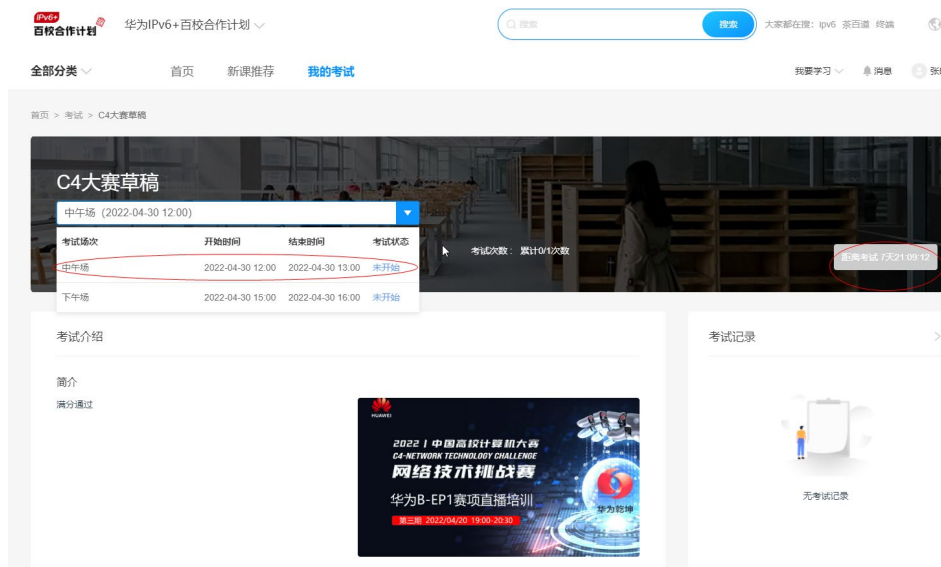 IPv6+
百校合作计划
华为IPv6+百校合作计划
搜索
搜索
大家都在搜：ipv6 茶百道 终端
全部分类
首页
新课推荐
我的考试
我要学习
消息
首页 > 考试 > C4大赛草稿
C4大赛草稿
中午场（2022-04-30 12:00）
考试场次 开始时间 结束时间 考试状态
中午场 2022-04-30 12:00 2022-04-30 13:00 未开始
下午场 2022-04-30 15:00 2022-04-30 16:00 未开始
考试次数： 累计0/1次数
距离考试 7天21:09:12
考试介绍
简介
满分通过
HUAWEI
2022 | 中国高校计算机大赛
C4-NETWORK TECHNOLOGY CHALLENGE
网络技术挑战赛
华为B-EP1赛项直播培训
第三期 2022/04/20 19:00-20:30
华为乾坤
考试记录
无考试记录